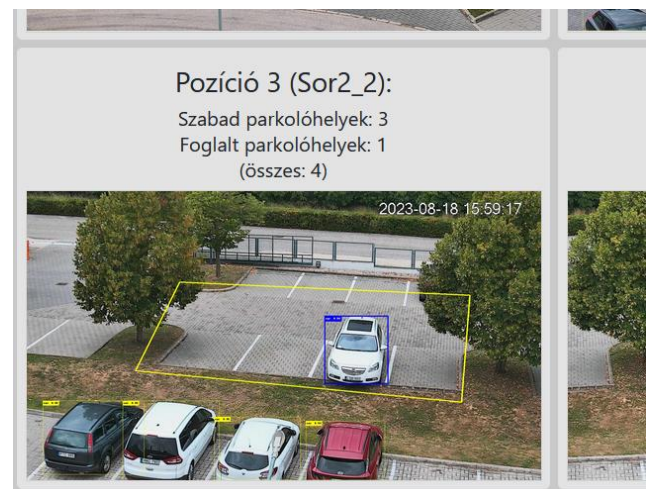 Pozíció 3 (Sor2_2):
Szabad parkolóhelyek: 3
Foglalt parkolóhelyek: 1
(összes: 4)
2023-08-18 15:59:17